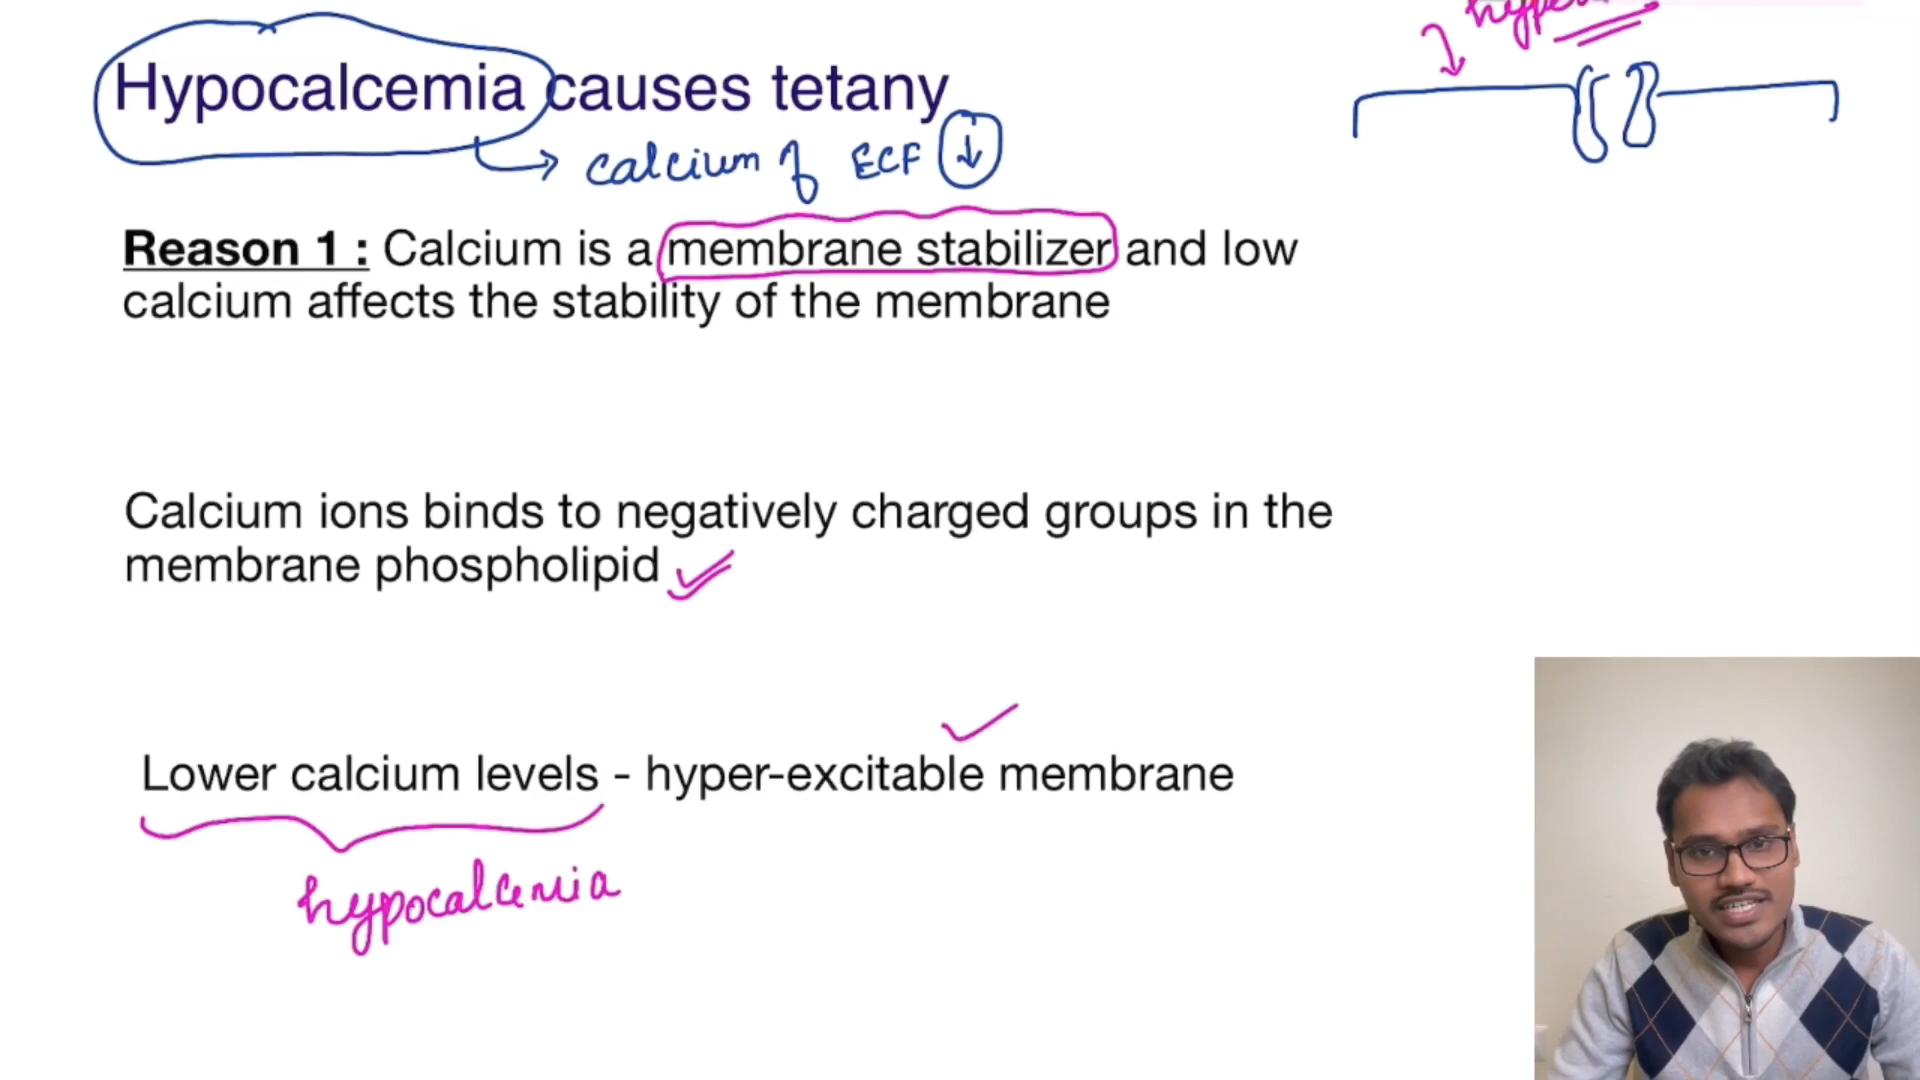 Hypocalcemia causes tetany
calcium of ECF ↓
Reason 1 : Calcium is a membrane stabilizer and low
calcium affects the stability of the membrane
Calcium ions binds to negatively charged groups in the
membrane phospholipid
Lower calcium levels - hyper-excitable membrane
hypocalcemia